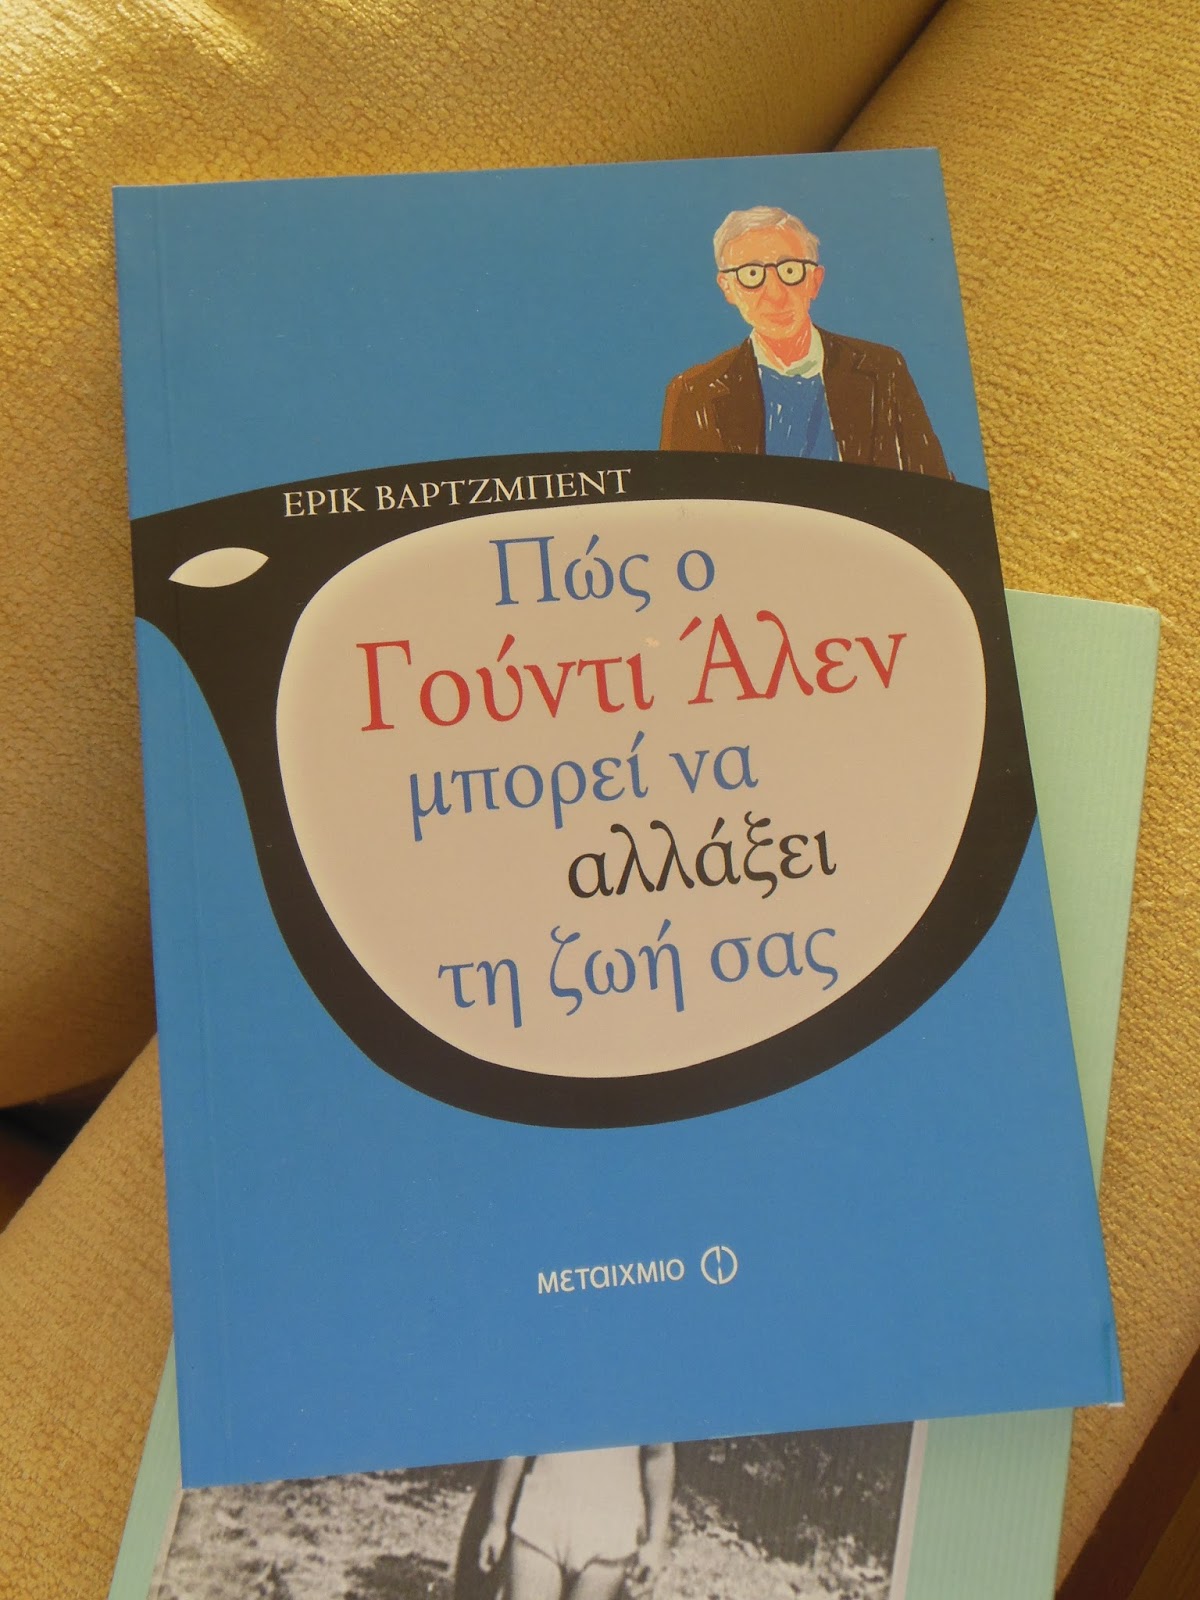 ΕΡΙΚ ΒΑΡΤΖΜΠΕΝΤ
Πώς ο
Γούντι Άλεν
μπορεί να
αλλάξει
τη ζωή σας
ΜΕΤΑΙΧΜΙΟ